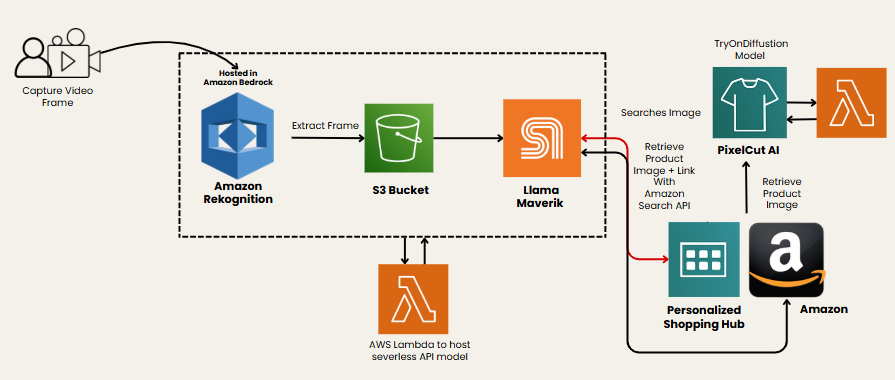 Capture Video
Frame
Hosted in
Amazon Bedrock
Amazon
Rekognition
Extract Frame
S3 Bucket
Llama
Maverik
AWS Lambda to host
severless API model
Searches Image
Retrieve
Product
Image + Link
With
Amazon
Search API
TryOnDiffustion
Model
PixelCut AI
Retrieve
Product
Image
Personalized
Shopping Hub
a
Amazon